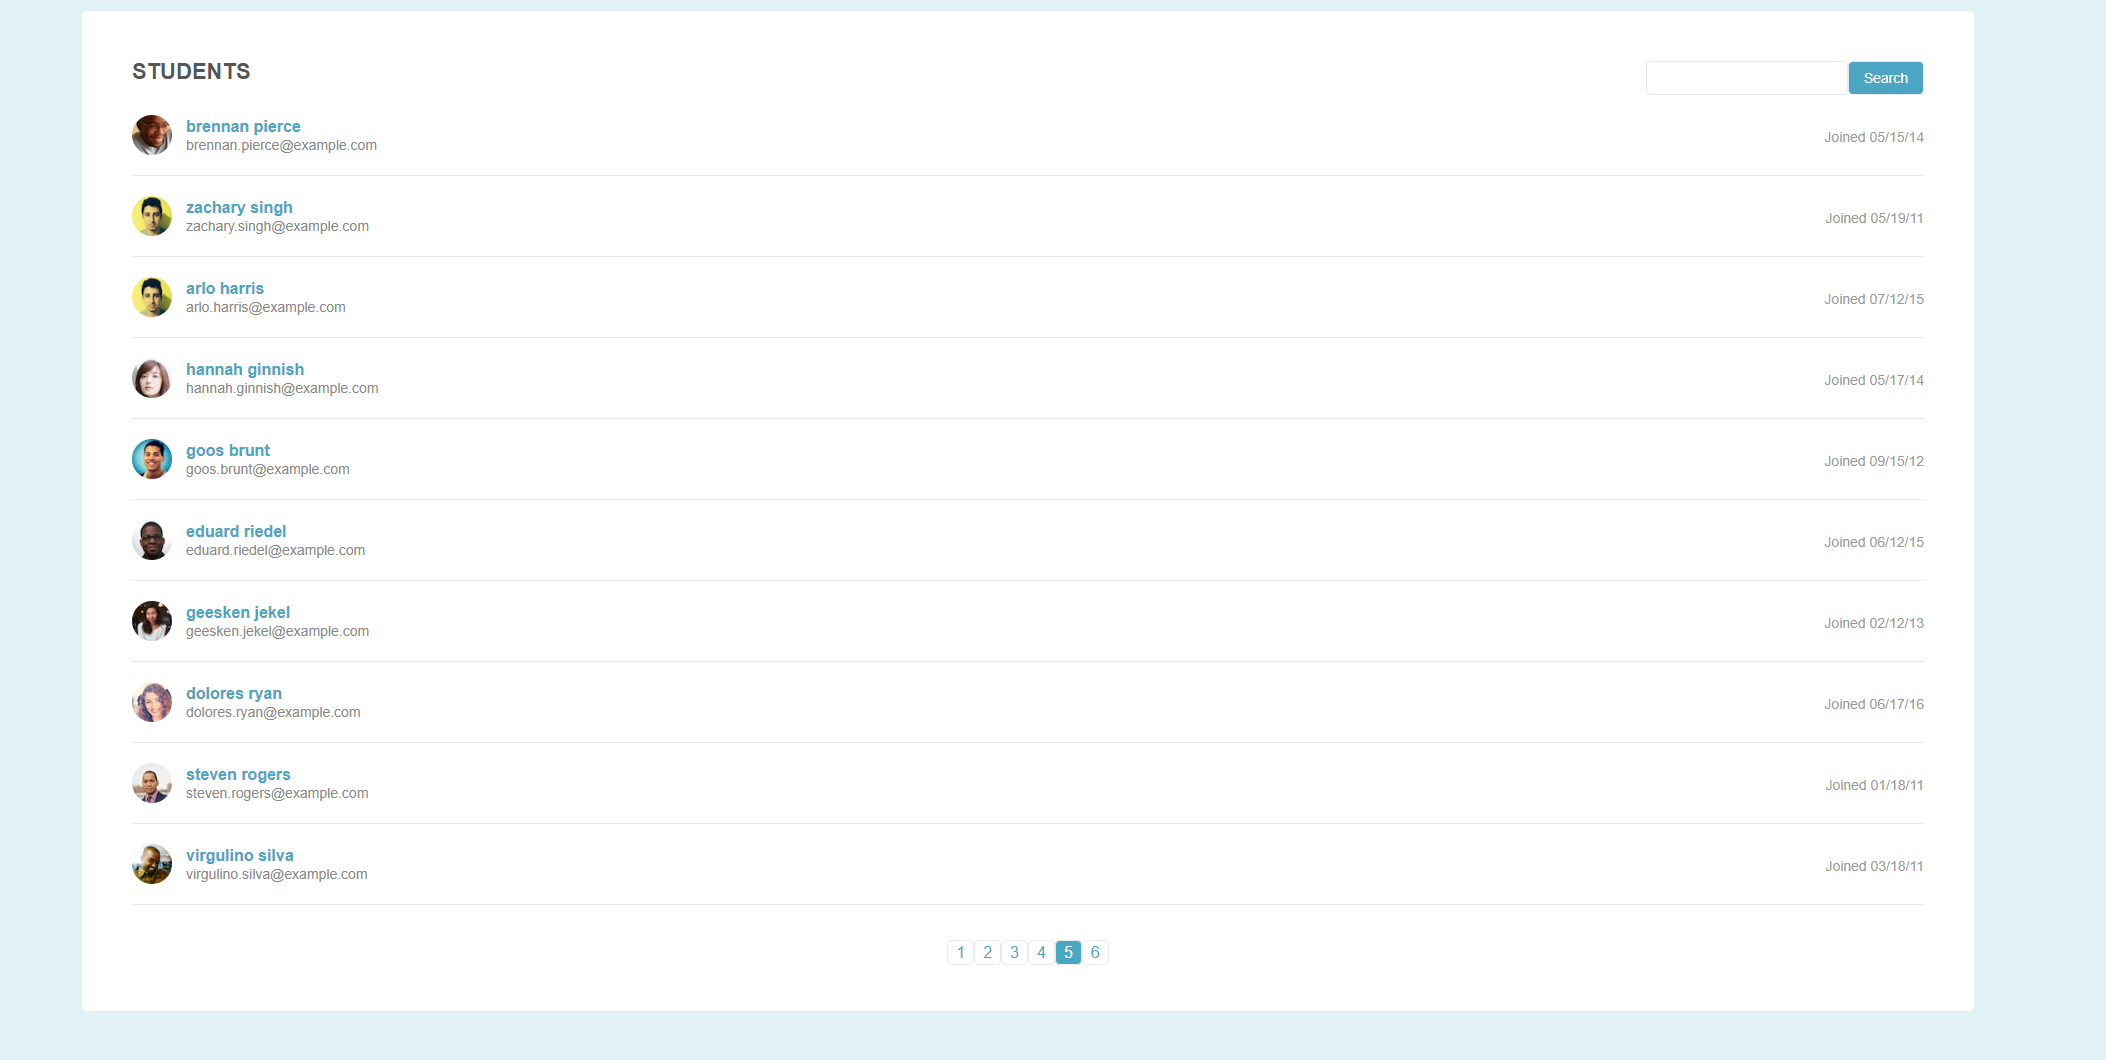 STUDENTS
Search
brennan pierce
brennan.pierce@example.com
Joined 05/15/14
zachary singh
zachary.singh@example.com
Joined 05/19/11
arlo harris
arlo.harris@example.com
Joined 07/12/15
hannah ginnish
hannah.ginnish@example.com
Joined 05/17/14
goos brunt
goos.brunt@example.com
Joined 09/15/12
eduard riedel
eduard.riedel@example.com
Joined 06/12/15
geesken jekel
geesken.jekel@example.com
Joined 02/12/13
dolores ryan
dolores.ryan@example.com
Joined 06/17/16
steven rogers
steven.rogers@example.com
Joined 01/18/11
virgulino silva
virgulino.silva@example.com
Joined 03/18/11
1 2 3 4 5 6